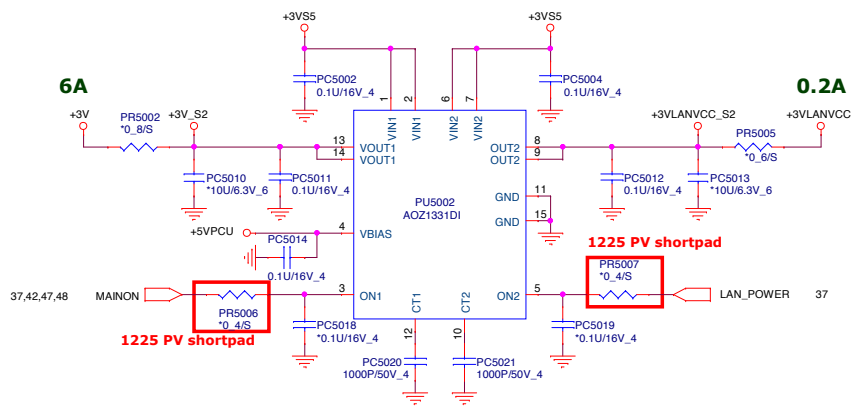 +3VS5
+3VS5
PC5002
0.1U/16V_4
PC5004
0.1U/16V_4
6A
0.2A
1
2
6
7
VIN1
VIN1
VIN2
VIN2
+3V
PR5002
*0_8/S
+3V_S2
+3VLANVCC_S2
+3VLANVCC
PR5005
*0_6/S
13
14
VOUT1
VOUT1
OUT2
OUT2
8
9
PC5010
*10U/6.3V_6
PC5011
0.1U/16V_4
PC5012
0.1U/16V_4
PC5013
*10U/6.3V_6
PU5002
AOZ1331DI
GND
11
GND
15
+5VPCU
4
VBIAS
PC5014
0.1U/16V_4
1225 PV shortpad
PR5007
*0_4/S
37,42,47,48
MAINON
PR5006
*0_4/S
3
ON1
ON2
5
LAN_POWER
37
1225 PV shortpad
CT1
CT2
PC5018
*0.1U/16V_4
PC5019
*0.1U/16V_4
12
10
PC5020
1000P/50V_4
PC5021
1000P/50V_4